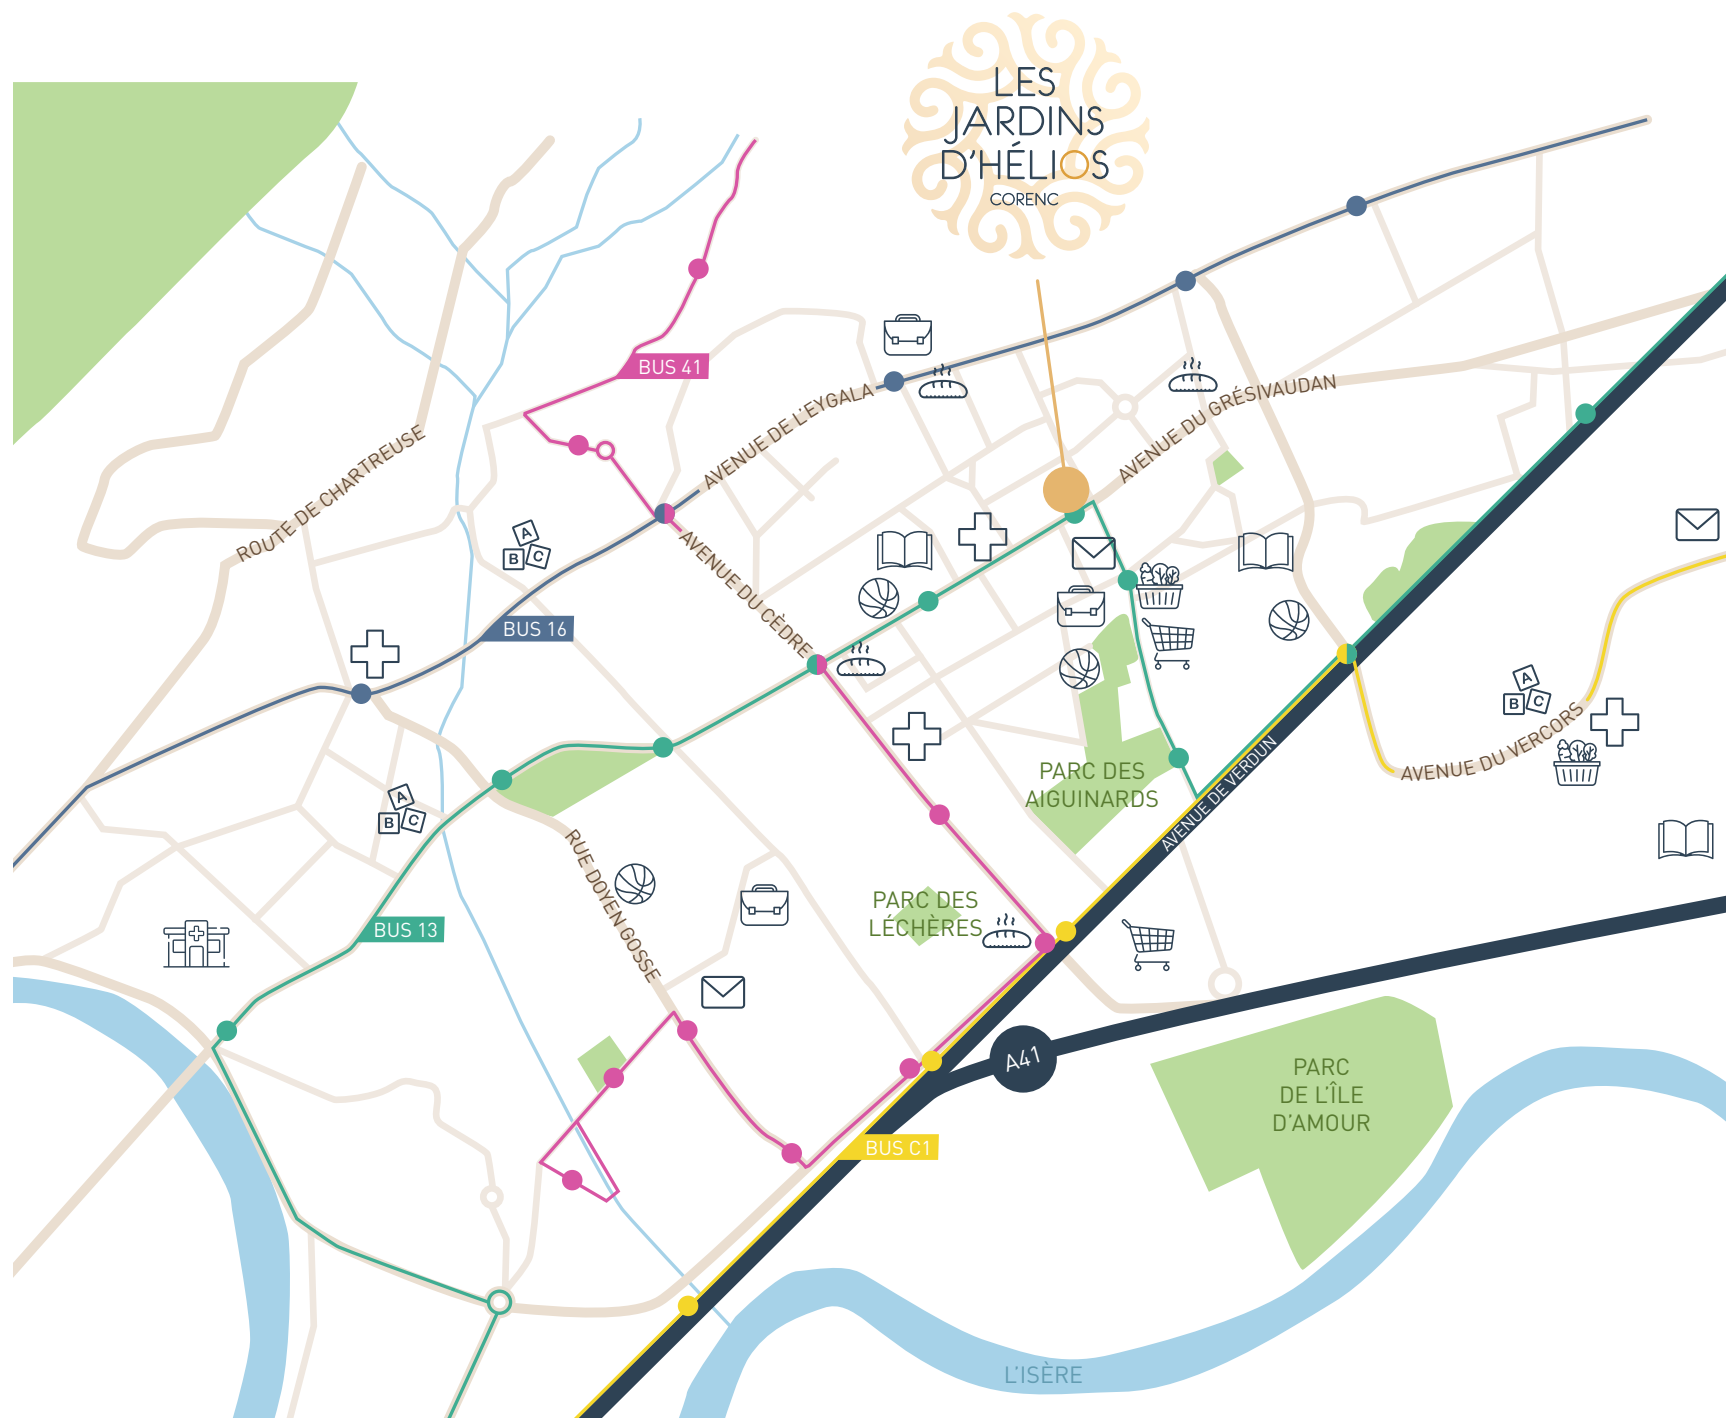 LES
JARDINS
D'HÉLIOS
CORENC
BUS 41
AVENUE DE L'EYGALA
AVENUE DU GRÉSIVAUDAN
ROUTE DE CHARTREUSE
A
B C
AVENUE DU CÈDRE
BUS 16
A
B C
AVENUE DU VERCORS
PARC DES
AIGUINARDS
AVENUE DE VERDUN
A
B C
RUE DOYEN GOSSE
PARC DES
LÉCHÈRES
BUS 13
A41
PARC
DE L'ÎLE
D'AMOUR
BUS C1
L'ISÈRE